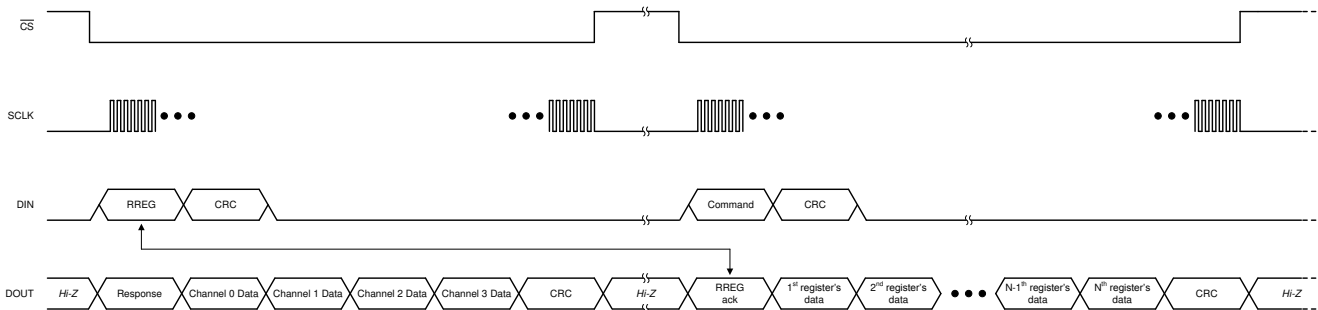 CS
SCLK
DIN
RREG
CRC
Command
CRC
DOUT
Hi-Z
Response
Channel 0 Data
Channel 1 Data
Channel 2 Data
Channel 3 Data
CRC
Hi-Z
RREG
ack
1st register's
data
2nd register's
data
N-1th register's
data
Nth register's
data
CRC
Hi-Z